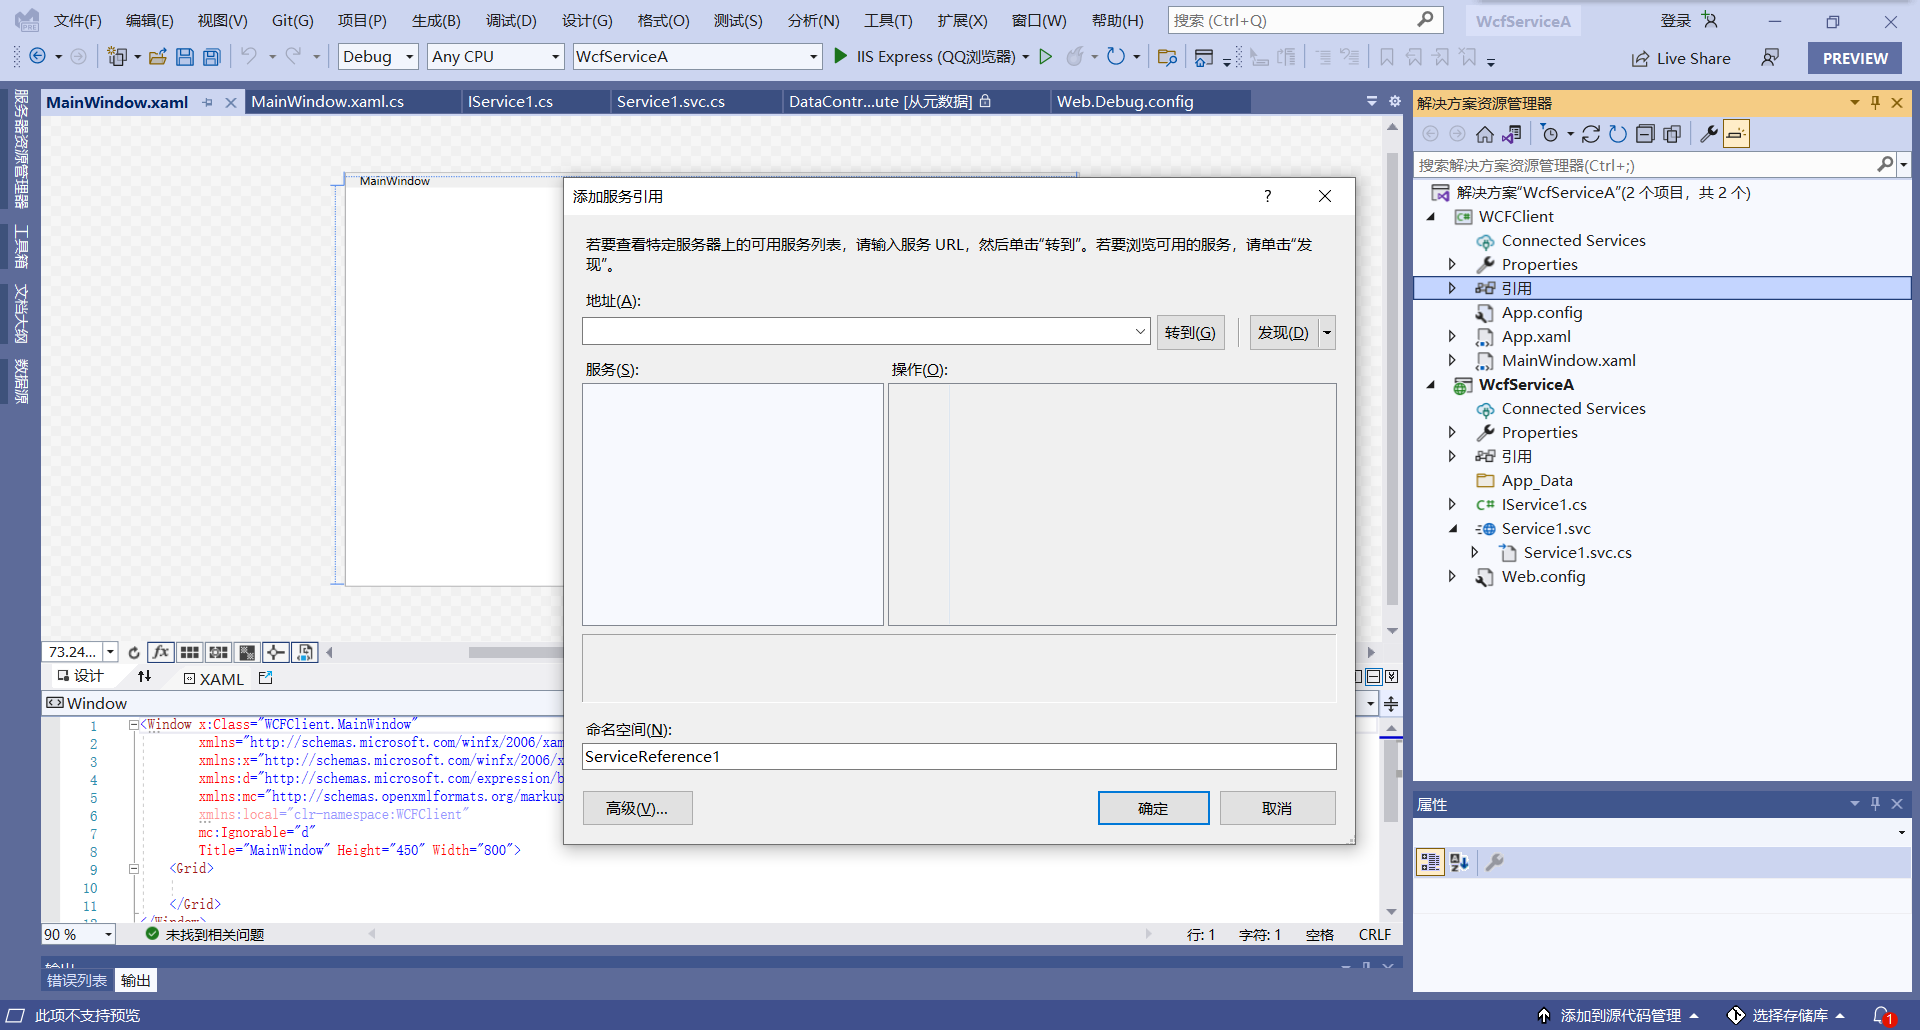 文件(F) 编辑(E) 视图(V) Git(G) 项目(P) 生成(B) 调试(D) 设计(G) 格式(O) 测试(S) 分析(N) 工具(T) 扩展(X) 窗口(W) 帮助(H) 搜索 (Ctrl+Q) WcfServiceA 登录
Debug Any CPU WcfServiceA IIS Express (QQ浏览器) Live Share PREVIEW
服务器资源管理器
工具箱
文档大纲
数据源
MainWindow.xaml MainWindow.xaml.cs IService1.cs Service1.svc.cs DataContr...ute [从元数据] Web.Debug.config
MainWindow
添加服务引用 ?
若要查看特定服务器上的可用服务列表，请输入服务 URL，然后单击“转到”。若要浏览可用的服务，请单击“发
现”。
地址(A):
转到(G) 发现(D)
服务(S): 操作(O):
命名空间(N):
ServiceReference1
高级(V)... 确定 取消
73.24...
设计 XAML
Window
1 <Window x:Class="WCFClient.MainWindow"
2 xmlns="http://schemas.microsoft.com/winfx/2006/xam
3 xmlns:x="http://schemas.microsoft.com/winfx/2006/x
4 xmlns:d="http://schemas.microsoft.com/expression/b
5 xmlns:mc="http://schemas.openxmlformats.org/markup
6 xmlns:local="clr-namespace:WCFClient"
7 mc:Ignorable="d"
8 Title="MainWindow" Height="450" Width="800">
9 <Grid>
10
11 </Grid>
12 </Window>
90 % 未找到相关问题 行: 1 字符: 1 空格 CRLF
输出
错误列表 输出
解决方案资源管理器
搜索解决方案资源管理器(Ctrl+;)
解决方案“WcfServiceA”(2 个项目，共 2 个)
WCFClient
Connected Services
Properties
引用
App.config
App.xaml
MainWindow.xaml
WcfServiceA
Connected Services
Properties
引用
App_Data
IService1.cs
Service1.svc
Service1.svc.cs
Web.config
属性
此项不支持预览 添加到源代码管理 选择存储库 1